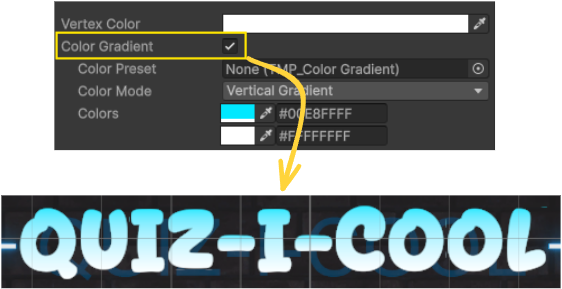 Vertex Color
Color Gradient
Color Preset None (TMP_Color Gradient)
Color Mode Vertical Gradient
Colors #00E8FFFF
#FFFFFFFF
QUIZ-I-COOL